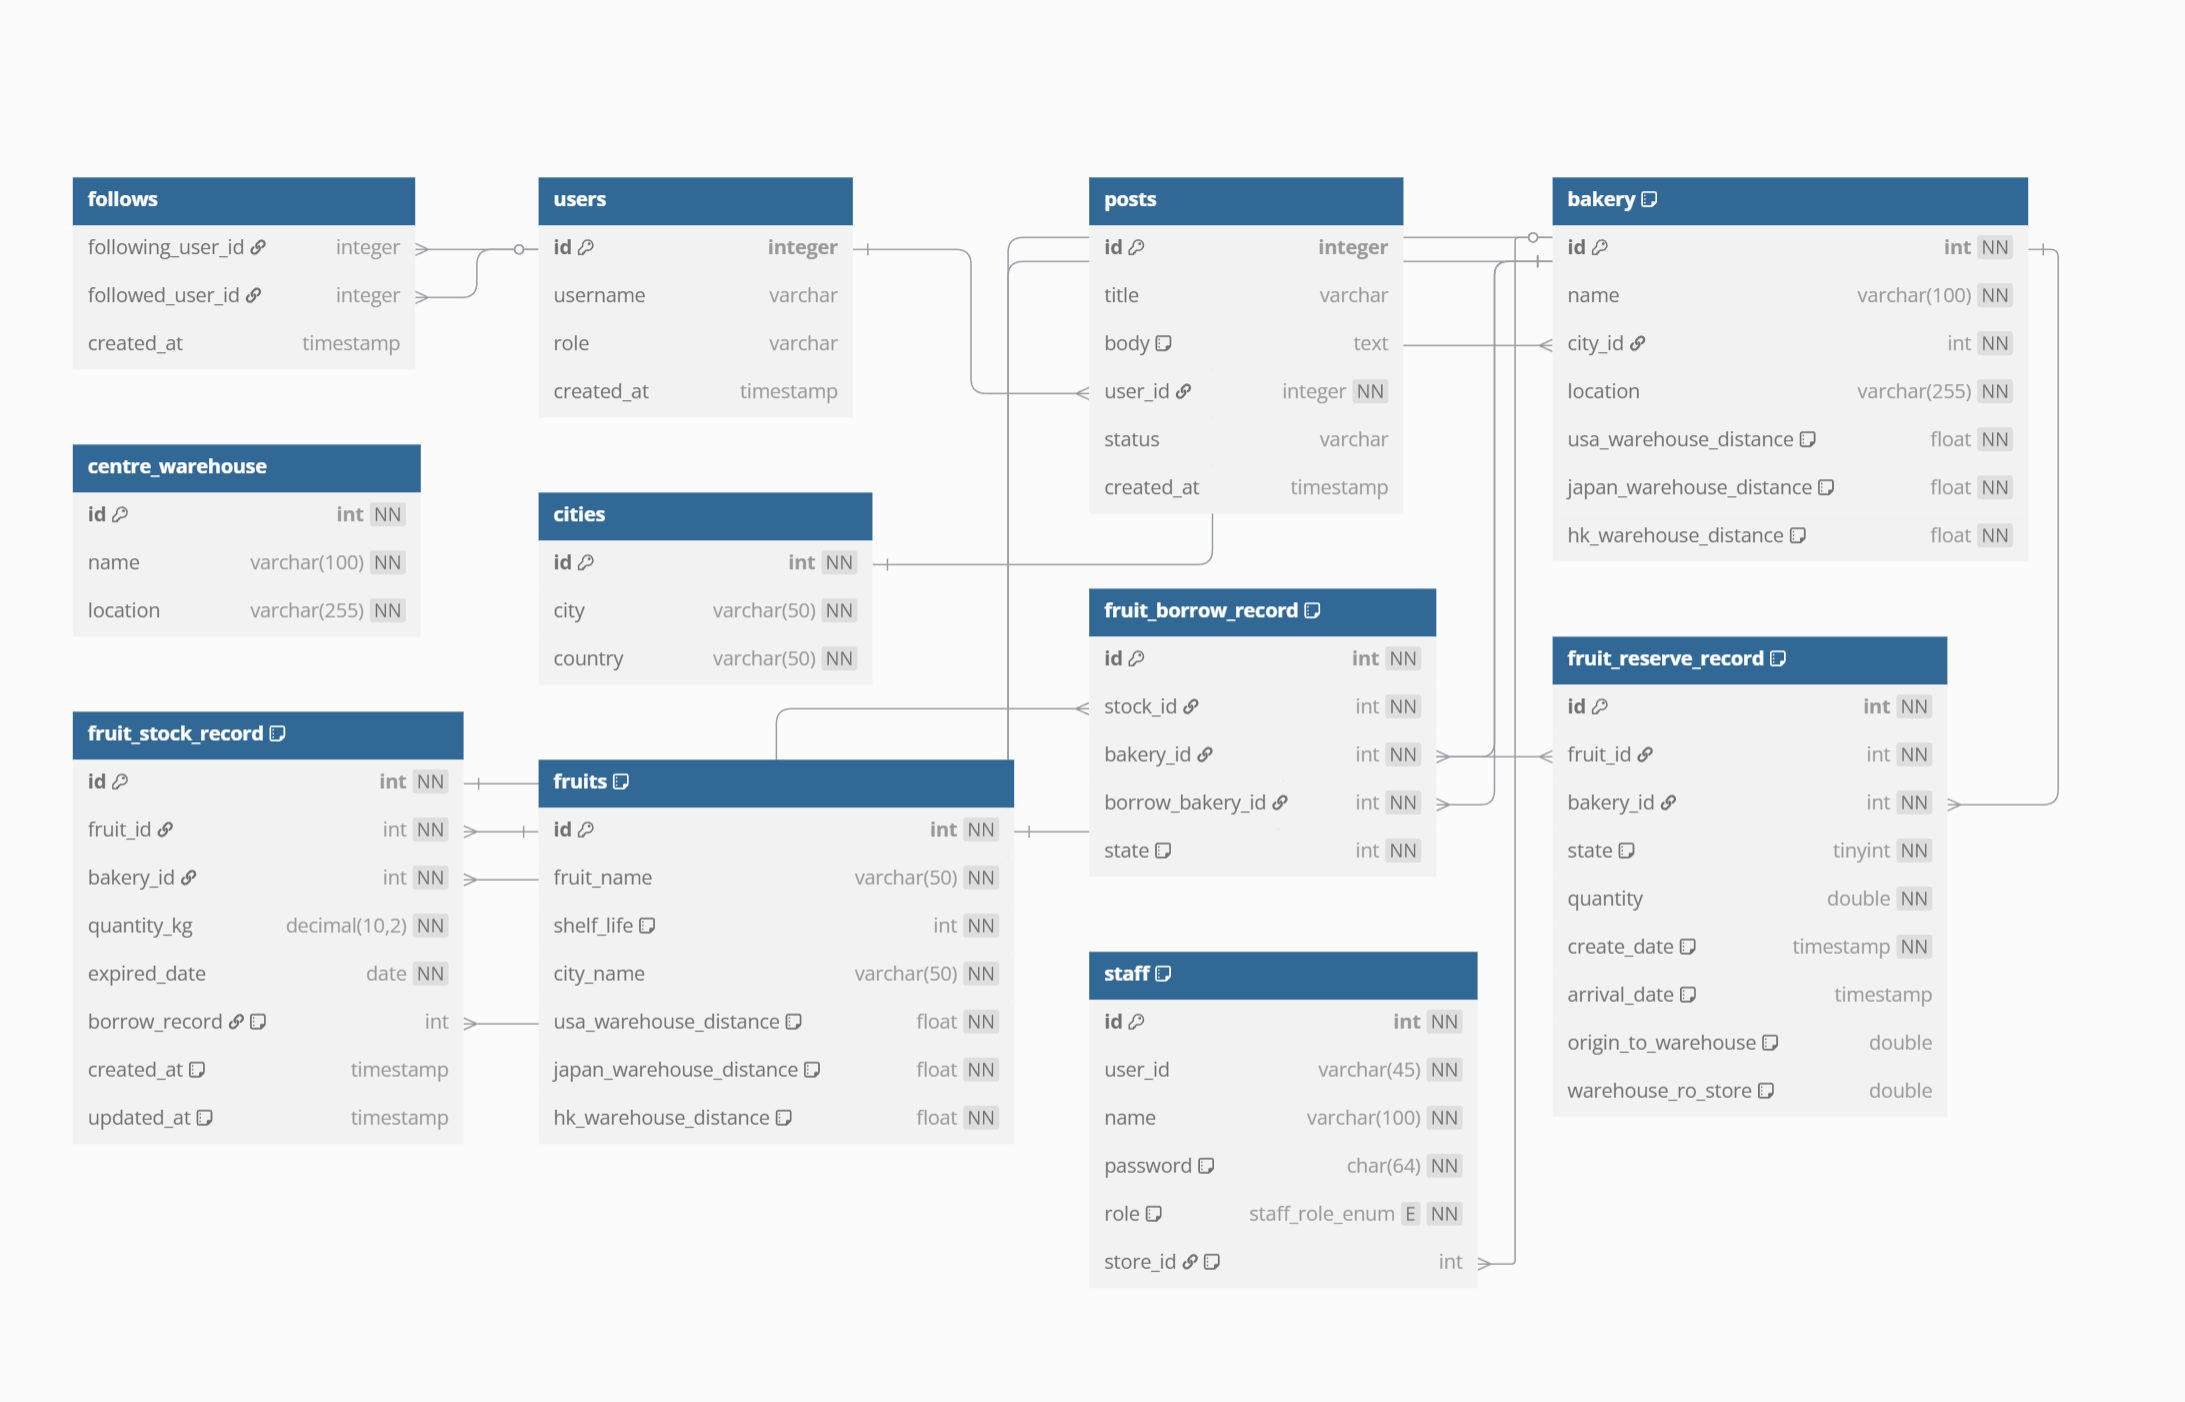 follows
following_user_id integer
followed_user_id integer
created_at timestamp
users
id integer
username varchar
role varchar
created_at timestamp
posts
id integer
title varchar
body text
user_id integer NN
status varchar
created_at timestamp
bakery
id int NN
name varchar(100) NN
city_id int NN
location varchar(255) NN
usa_warehouse_distance float NN
japan_warehouse_distance float NN
hk_warehouse_distance float NN
centre_warehouse
id int NN
name varchar(100) NN
location varchar(255) NN
cities
id int NN
city varchar(50) NN
country varchar(50) NN
fruit_borrow_record
id int NN
stock_id int NN
bakery_id int NN
borrow_bakery_id int NN
state int NN
fruit_reserve_record
id int NN
fruit_id int NN
bakery_id int NN
state tinyint NN
quantity double NN
create_date timestamp NN
arrival_date timestamp
origin_to_warehouse double
warehouse_ro_store double
fruit_stock_record
id int NN
fruit_id int NN
bakery_id int NN
quantity_kg decimal(10,2) NN
expired_date date NN
borrow_record int
created_at timestamp
updated_at timestamp
fruits
id int NN
fruit_name varchar(50) NN
shelf_life int NN
city_name varchar(50) NN
usa_warehouse_distance float NN
japan_warehouse_distance float NN
hk_warehouse_distance float NN
staff
id int NN
user_id varchar(45) NN
name varchar(100) NN
password char(64) NN
role staff_role_enum E NN
store_id int